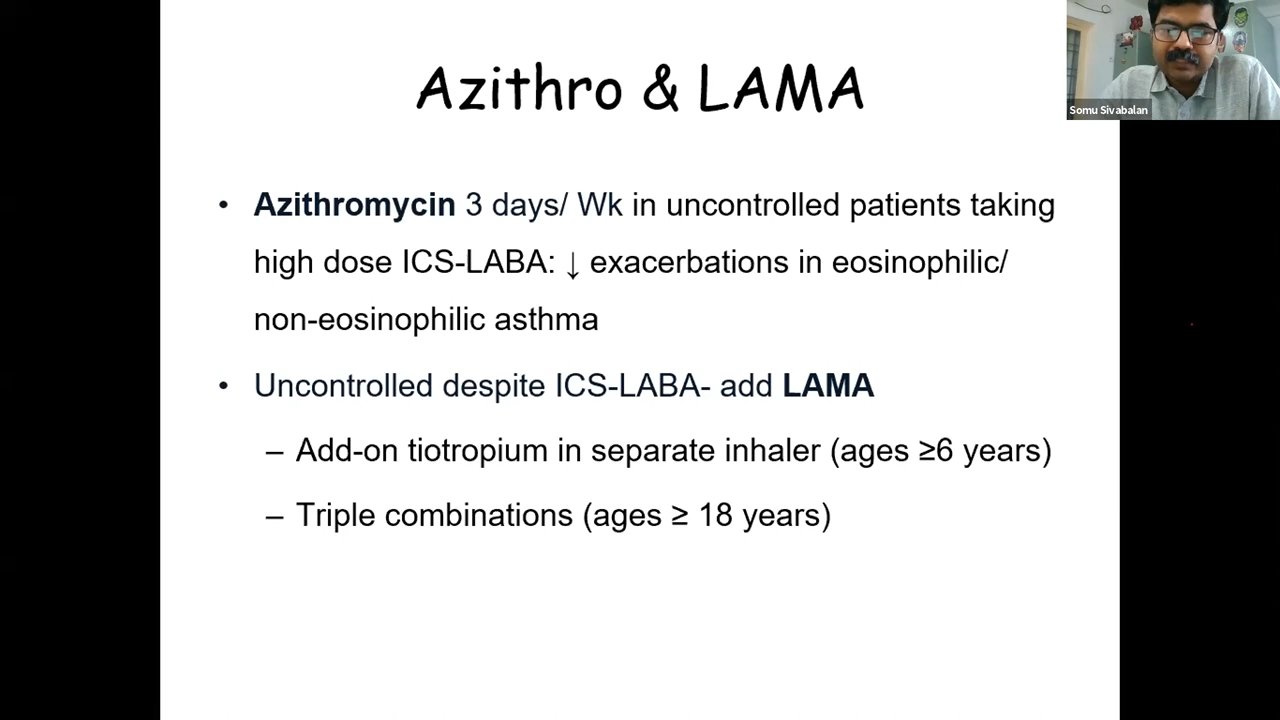 Azithro & LAMA
Somu Sivabalan
• Azithromycin 3 days/ Wk in uncontrolled patients taking
high dose ICS-LABA: ↓ exacerbations in eosinophilic/
non-eosinophilic asthma
• Uncontrolled despite ICS-LABA- add LAMA
– Add-on tiotropium in separate inhaler (ages ≥6 years)
– Triple combinations (ages ≥ 18 years)